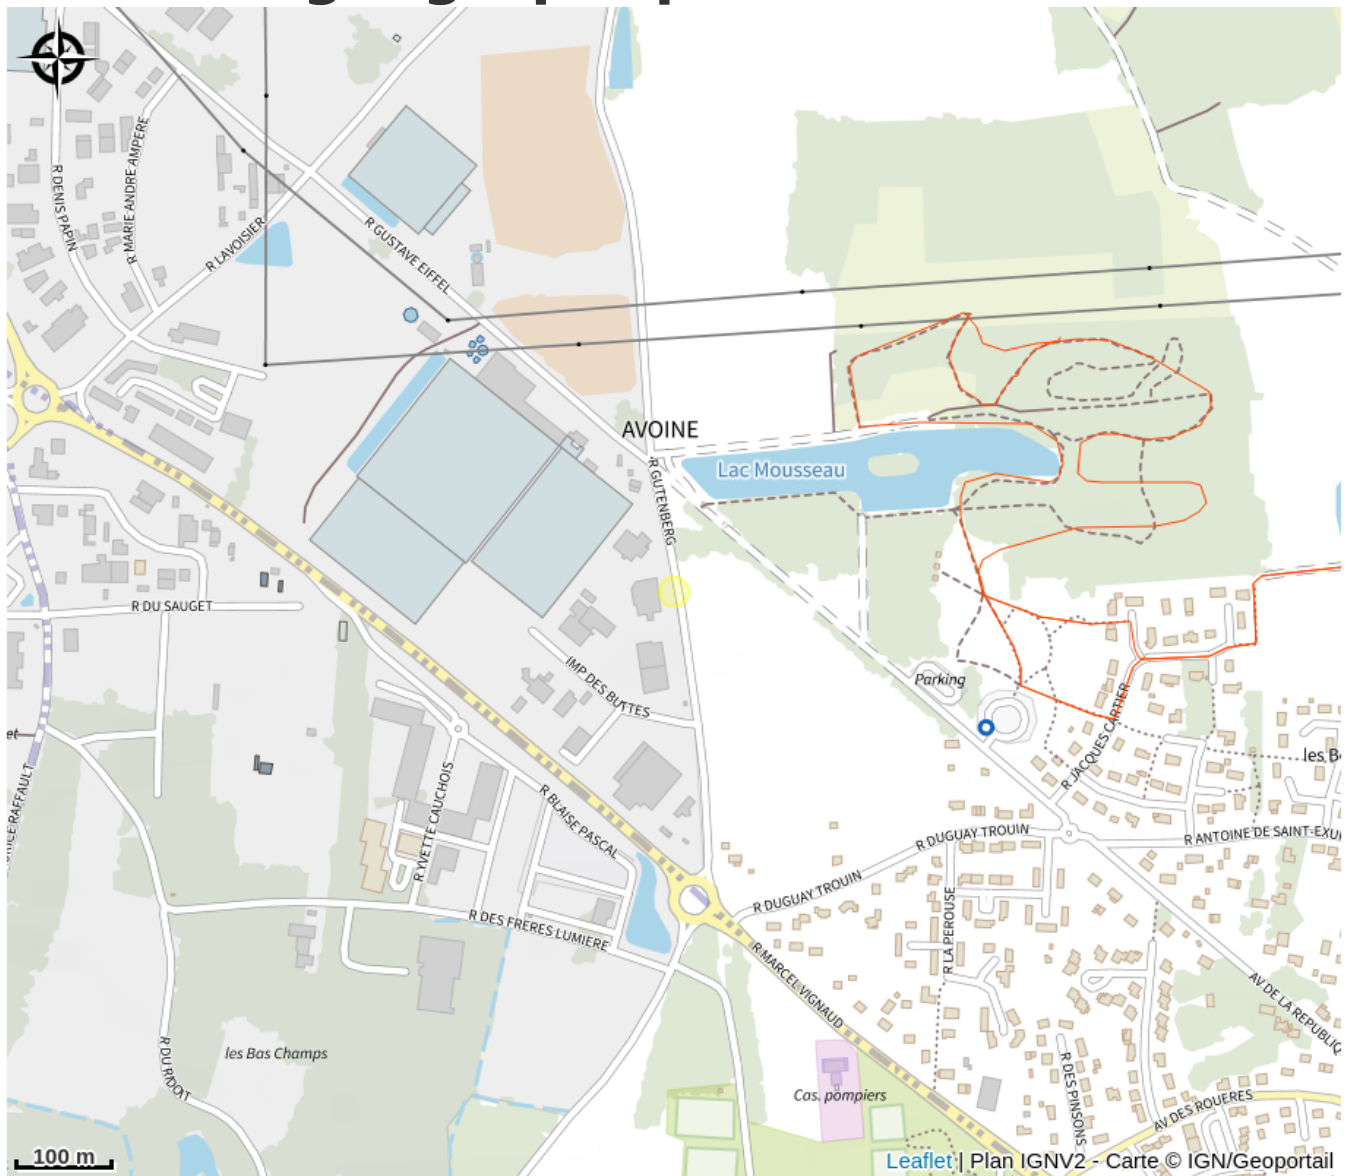 R DENIS PAPIN
R MARIE ANDRE AMPERE
R LAVOISIER
R GUSTAVE EIFFEL
AVOINE
Lac Mousseau
R GUTENBERG
R DU SAUGET
IMP DES BUTTES
Parking
R JACQUES CARTIER
les B
R YVETTE CAUCHOIS
R BLAISE PASCAL
R DUGUAY TROUIN
R ANTOINE DE SAINT-EXU
R DUGUAY TROUIN
R LA PEROUSE
R DES FRERES LUMIERE
R MARCEL VIGNAUD
AV DE LA REPUBLIQ
les Bas Champs
R DU RIDOIT
Cas. pompiers
R DES PINSONS
AV DES ROUERES
100 m
Leaflet | Plan IGNV2 - Carte © IGN/Geoportail